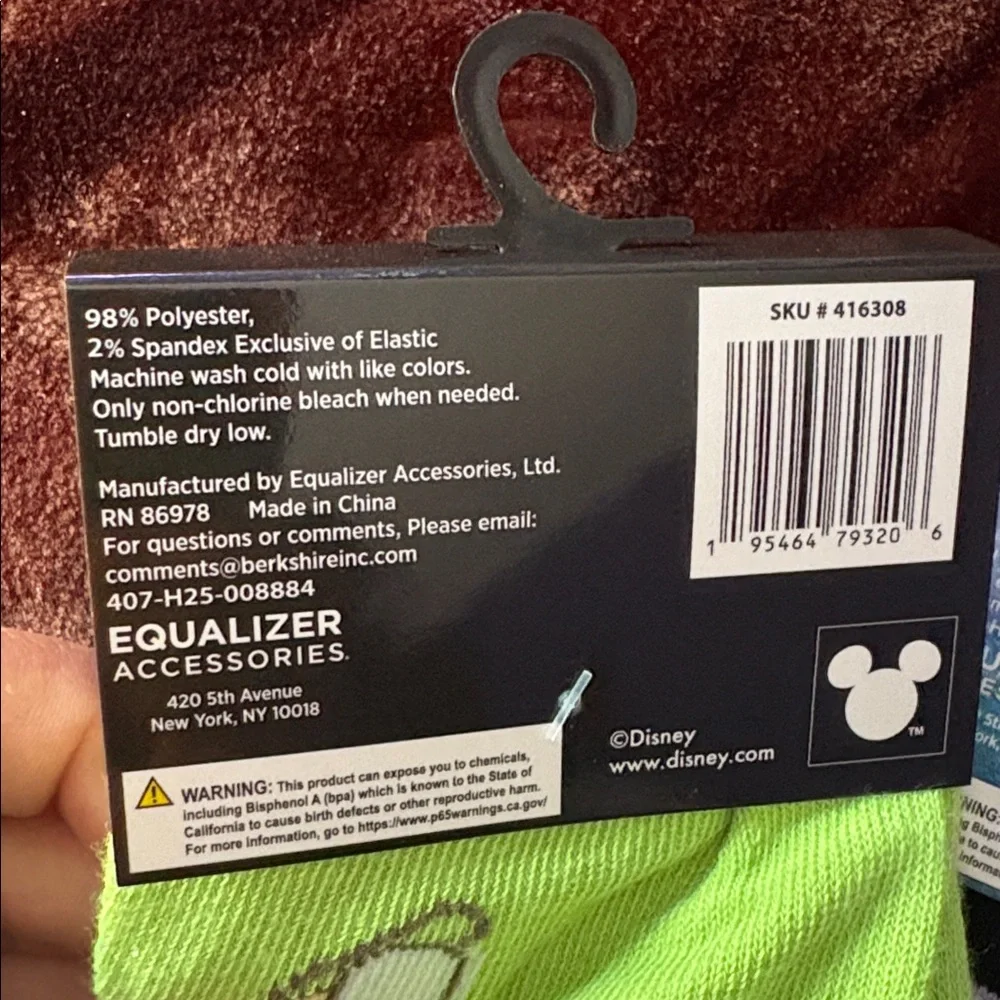 98% Polyester,
2% Spandex Exclusive of Elastic
Machine wash cold with like colors.
Only non-chlorine bleach when needed.
Tumble dry low.
Manufactured by Equalizer Accessories, Ltd.
RN 86978 Made in China
For questions or comments, Please email:
comments@berkshireinc.com
407-H25-008884
EQUALIZER
ACCESSORIES.
420 5th Avenue
New York, NY 10018
WARNING: This product can expose you to chemicals,
including Bisphenol A (bpa) which is known to the State of
California to cause birth defects or other reproductive harm.
For more information, go to https://www.p65warnings.ca.gov/
SKU # 416308
1 95464 79320 6
TM
©Disney
www.disney.com